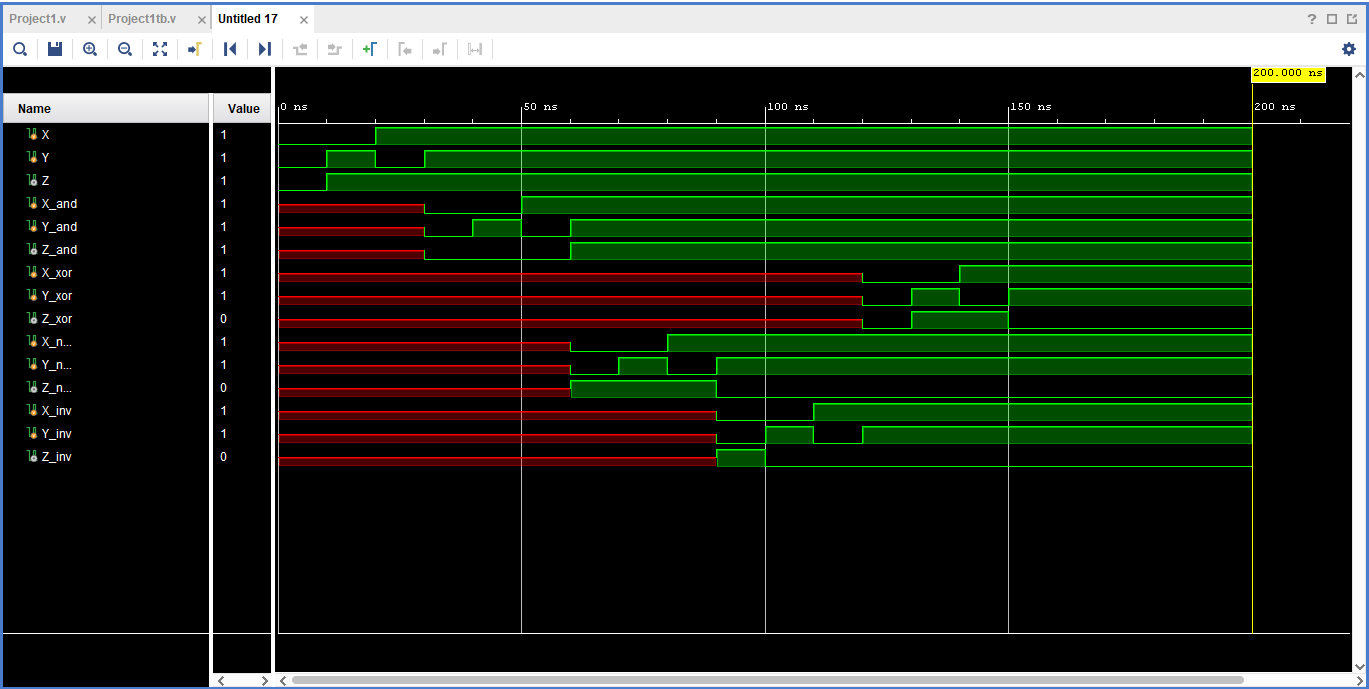 Project1.v × Project1tb.v × Untitled 17 ×
?
200.000 ns
Name Value 0 ns 50 ns 100 ns 150 ns 200 ns
X 1
Y 1
Z 1
X_and 1
Y_and 1
Z_and 1
X_xor 1
Y_xor 1
Z_xor 0
X_n... 1
Y_n... 1
Z_n... 0
X_inv 1
Y_inv 1
Z_inv 0